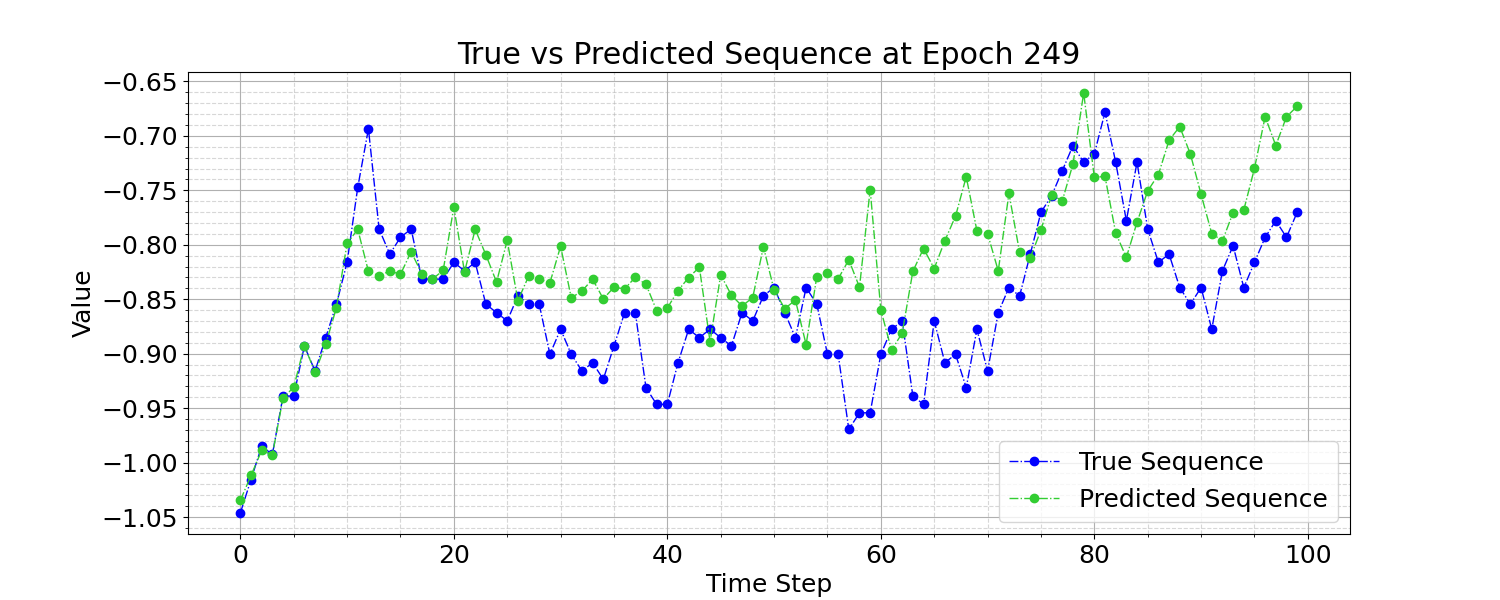 True vs Predicted Sequence at Epoch 249
−0.65
−0.70
−0.75
−0.80
−0.85
−0.90
−0.95
−1.00
−1.05
Value
True Sequence
Predicted Sequence
0 20 40 60 80 100
Time Step